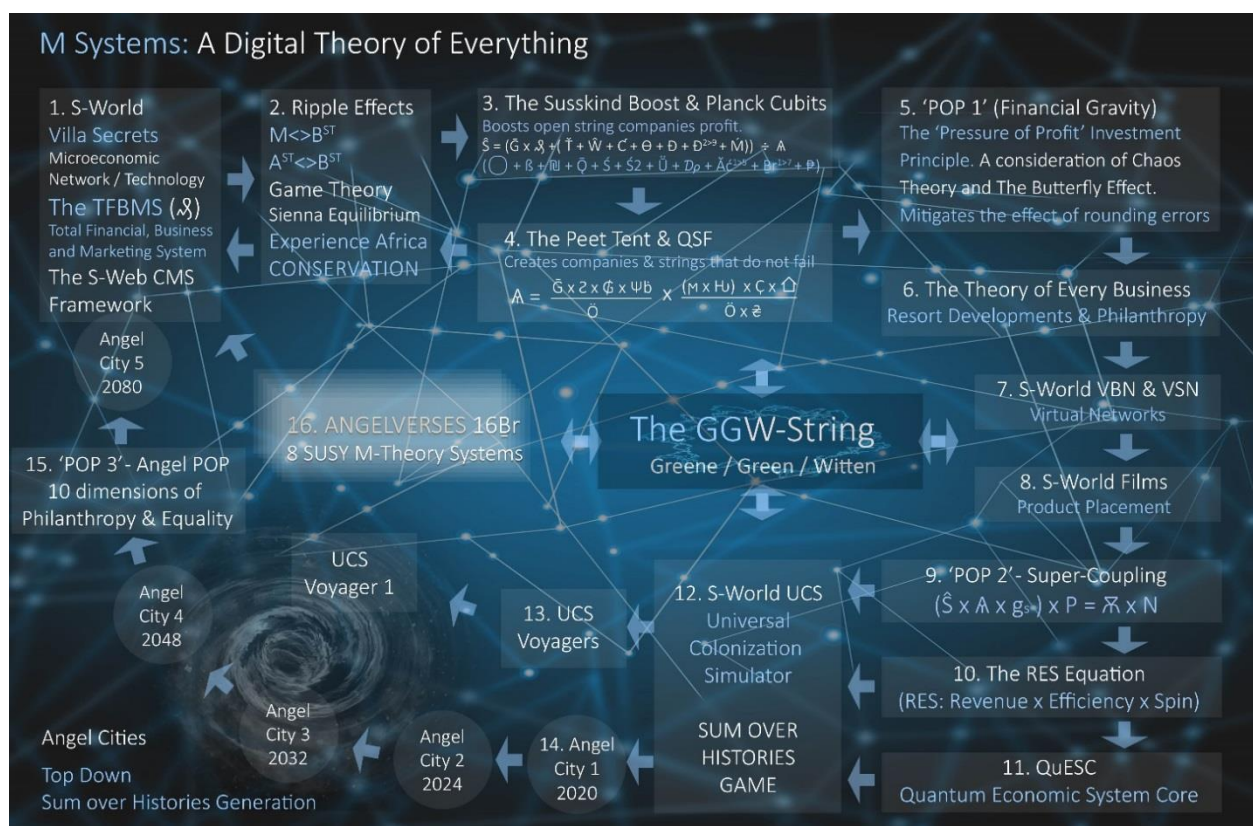 M Systems: A Digital Theory of Everything
1. S-World
Villa Secrets
Microeconomic
Network / Technology
The TFBMS
Total Financial, Business
and Marketing System
The S-Web CMS
Framework
2. Ripple Effects
M<>Bˢᵀ
Aˢᵀ<>Bˢᵀ
Game Theory
Sienna Equilibrium
Experience Africa
CONSERVATION
3. The Susskind Boost & Planck Cubits
Boosts open string companies profit.
4. The Peet Tent & QSF
Creates companies & strings that do not fail
5. ‘POP 1’ (Financial Gravity)
The ‘Pressure of Profit’ Investment
Principle. A consideration of Chaos
Theory and The Butterfly Effect.
Mitigates the effect of rounding errors
6. The Theory of Every Business
Resort Developments & Philanthropy
7. S-World VBN & VSN
Virtual Networks
8. S-World Films
Product Placement
9. ‘POP 2’- Super-Coupling
10. The RES Equation
(RES: Revenue x Efficiency x Spin)
11. QuESC
Quantum Economic System Core
The GGW-String
Greene / Green / Witten
12. S-World UCS
Universal
Colonization
Simulator
SUM OVER
HISTORIES
GAME
13. UCS
Voyagers
UCS
Voyager 1
14. Angel
City 1
2020
Angel
City 2
2024
Angel
City 3
2032
Angel
City 4
2048
15. ‘POP 3’- Angel POP
10 dimensions of
Philanthropy & Equality
Angel
City 5
2080
16. ANGELVERSES 16Br
8 SUSY M-Theory Systems
Angel Cities
Top Down
Sum over Histories Generation